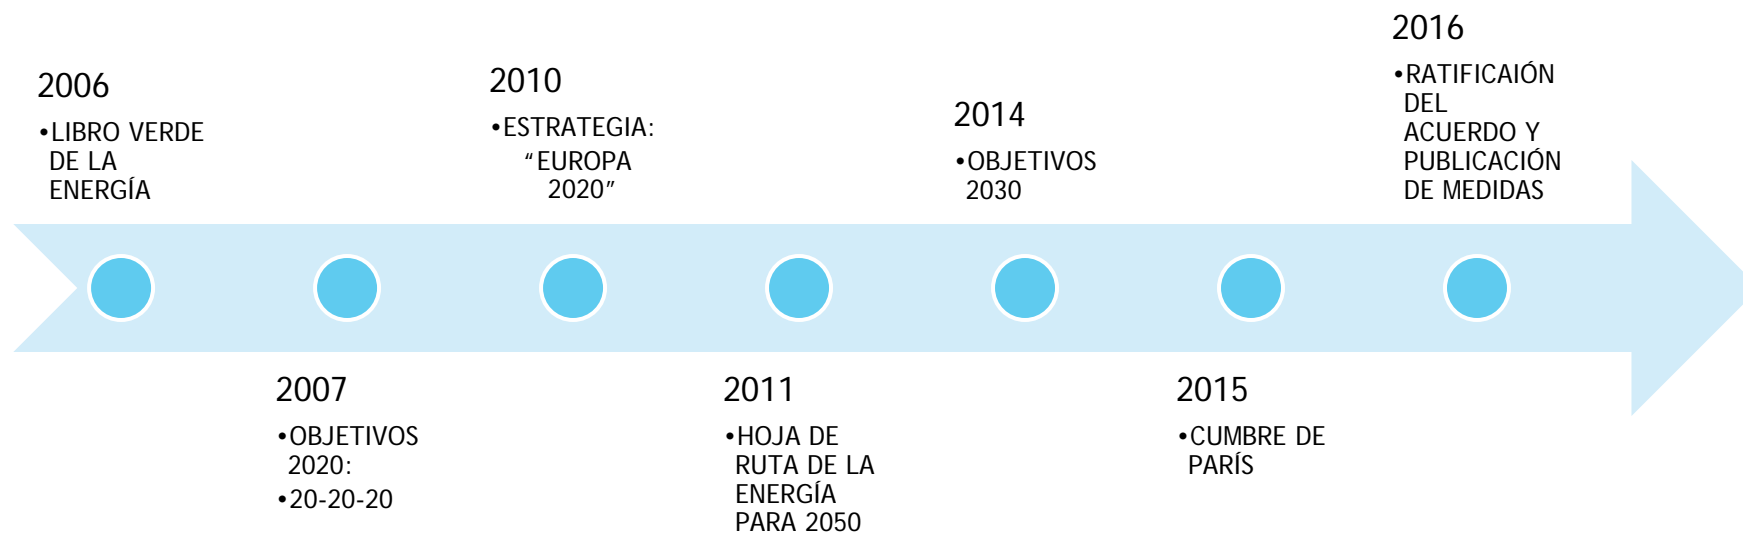 2006
•LIBRO VERDE
DE LA
ENERGÍA
2007
•OBJETIVOS
2020:
•20-20-20
2010
•ESTRATEGIA:
“EUROPA
2020”
2011
•HOJA DE
RUTA DE LA
ENERGÍA
PARA 2050
2014
•OBJETIVOS
2030
2015
•CUMBRE DE
PARÍS
2016
•RATIFICAIÓN
DEL
ACUERDO Y
PUBLICACIÓN
DE MEDIDAS